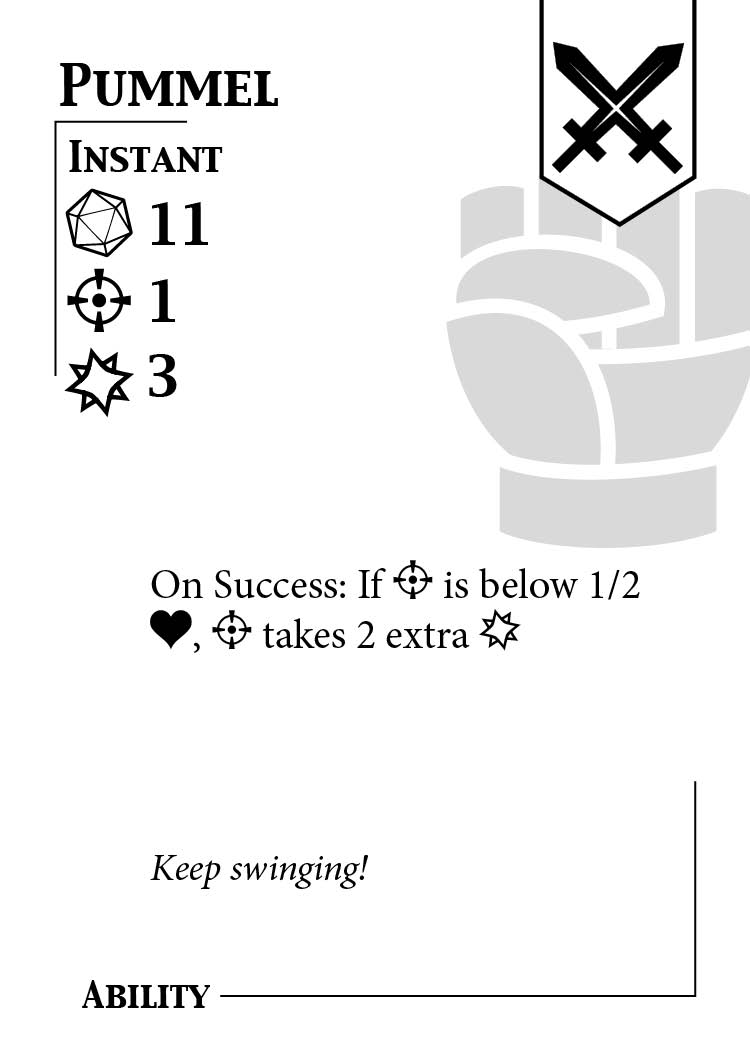 Pummel
Instant
11
1
3
On Success: If is below 1/2
, takes 2 extra
Keep swinging!
Ability